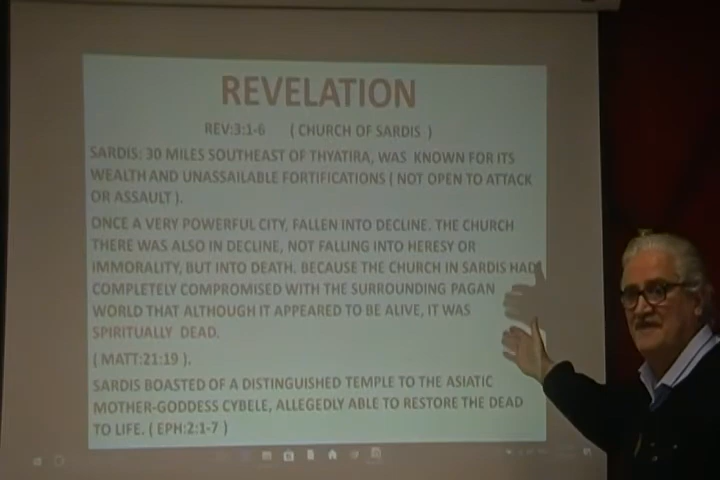 REVELATION
REV:3:1-6 ( CHURCH OF SARDIS )
SARDIS: 30 MILES SOUTHEAST OF THYATIRA, WAS KNOWN FOR ITS
WEALTH AND UNASSAILABLE FORTIFICATIONS ( NOT OPEN TO ATTACK
OR ASSAULT ).
ONCE A VERY POWERFUL CITY, FALLEN INTO DECLINE. THE CHURCH
THERE WAS ALSO IN DECLINE, NOT FALLING INTO HERESY OR
IMMORALITY, BUT INTO DEATH. BECAUSE THE CHURCH IN SARDIS HAD
COMPLETELY COMPROMISED WITH THE SURROUNDING PAGAN
WORLD THAT ALTHOUGH IT APPEARED TO BE ALIVE, IT WAS
SPIRITUALLY DEAD.
( MATT:21:19 ).
SARDIS BOASTED OF A DISTINGUISHED TEMPLE TO THE ASIATIC
MOTHER-GODDESS CYBELE, ALLEGEDLY ABLE TO RESTORE THE DEAD
TO LIFE. ( EPH:2:1-7 )